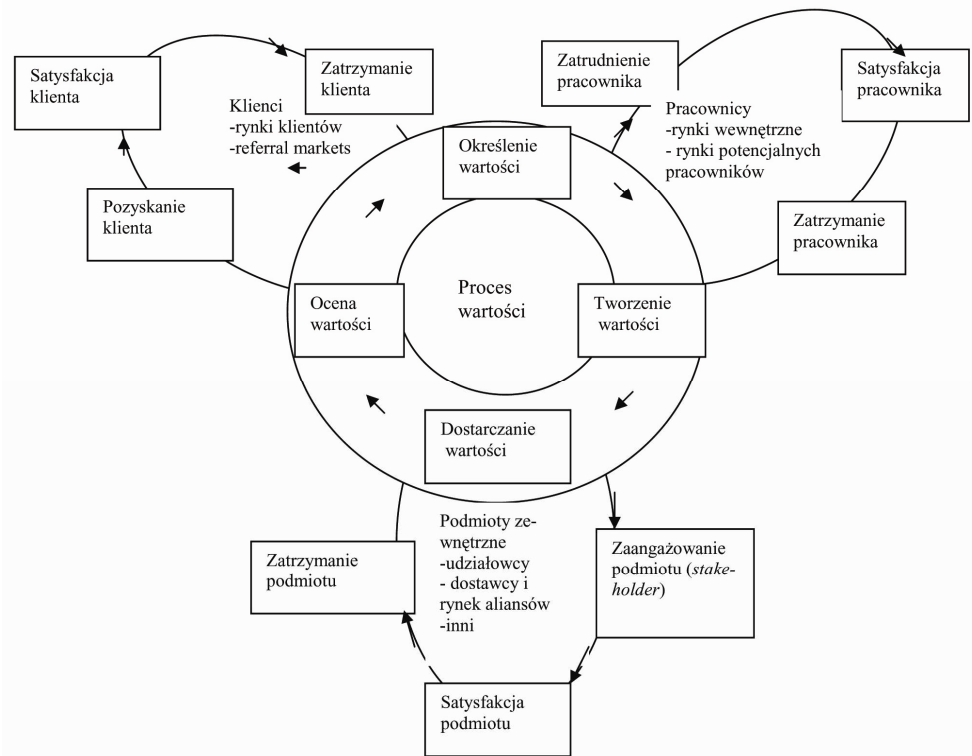 Satysfakcja
klienta
Zatrzymanie
klienta
Klienci
-rynki klientów
-referral markets
Pozyskanie
klienta
Zatrudnienie
pracownika
Satysfakcja
pracownika
Pracownicy
-rynki wewnętrzne
- rynki potencjalnych
pracowników
Zatrzymanie
pracownika
Określenie
wartości
Ocena
wartości
Proces
wartości
Tworzenie
wartości
Dostarczanie
wartości
Zatrzymanie
podmiotu
Podmioty ze-
wnętrzne
-udziałowcy
- dostawcy i
rynek aliansów
-inni
Zaangażowanie
podmiotu (stake-
holder)
Satysfakcja
podmiotu